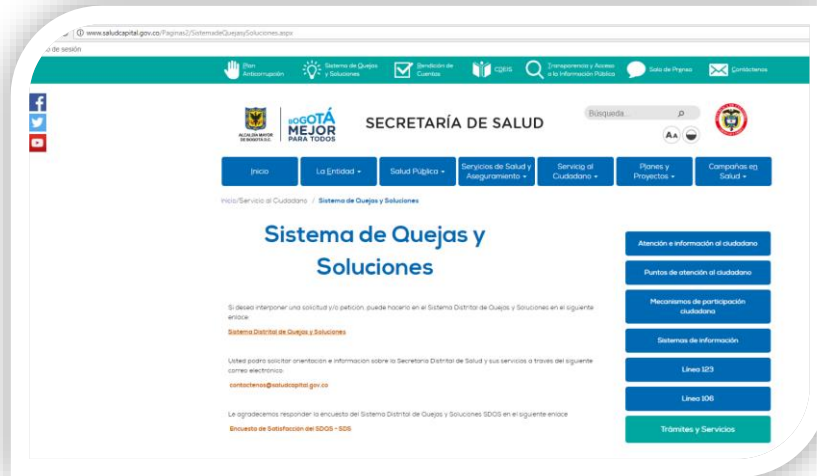 www.saludcapital.gov.co/Paginas2/SistemadeQuejasySoluciones.aspx
de sesión
Plan
Anticorrupción
Sistema de Quejas
y Soluciones
Rendición de
Cuentas
Transparencia y Acceso
a la Información Pública
Sala de Prensa
Contáctenos
ALCALDÍA MAYOR
DE BOGOTÁ D.C.
BOGOTÁ
MEJOR
PARA TODOS
SECRETARÍA DE SALUD
Búsqueda...
AA
Inicio
La Entidad
Salud Pública
Servicios de Salud y
Aseguramiento
Servicio al
Ciudadano
Planes y
Proyectos
Campañas en
Salud
Inicio/Servicio al Ciudadano / Sistema de Quejas y Soluciones
Sistema de Quejas y
Soluciones
Si desea interponer una solicitud y/o petición, puede hacerlo en el Sistema Distrital de Quejas y Soluciones en el siguiente
enlace:
Sistema Distrital de Quejas y Soluciones
Usted podrá solicitar orientación e información sobre la Secretaría Distrital de Salud y sus servicios a través del siguiente
correo electrónico:
contactenos@saludcapital.gov.co
Le agradecemos responder la encuesta del Sistema Distrital de Quejas y Soluciones SDQS en el siguiente enlace
Encuesta de Satisfacción del SDQS - SDS
Atención e información al ciudadano
Puntos de atención al ciudadano
Mecanismos de participación
ciudadana
Sistemas de información
Línea 123
Línea 106
Trámites y Servicios